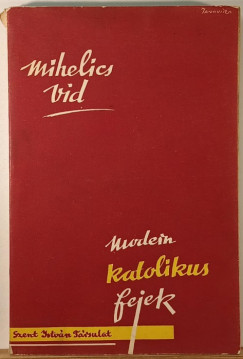 Mihelics
Vid
Modern
katolikus
fejek
Szent István Társulat